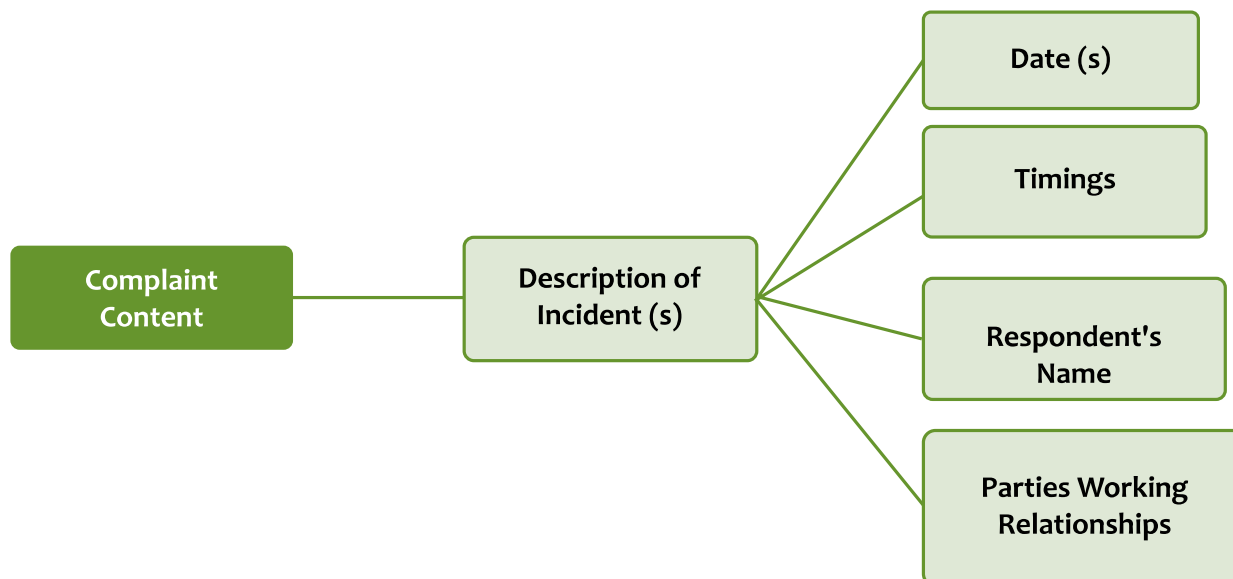 Complaint
Content
Description of
Incident (s)
Date (s)
Timings
Respondent's
Name
Parties Working
Relationships